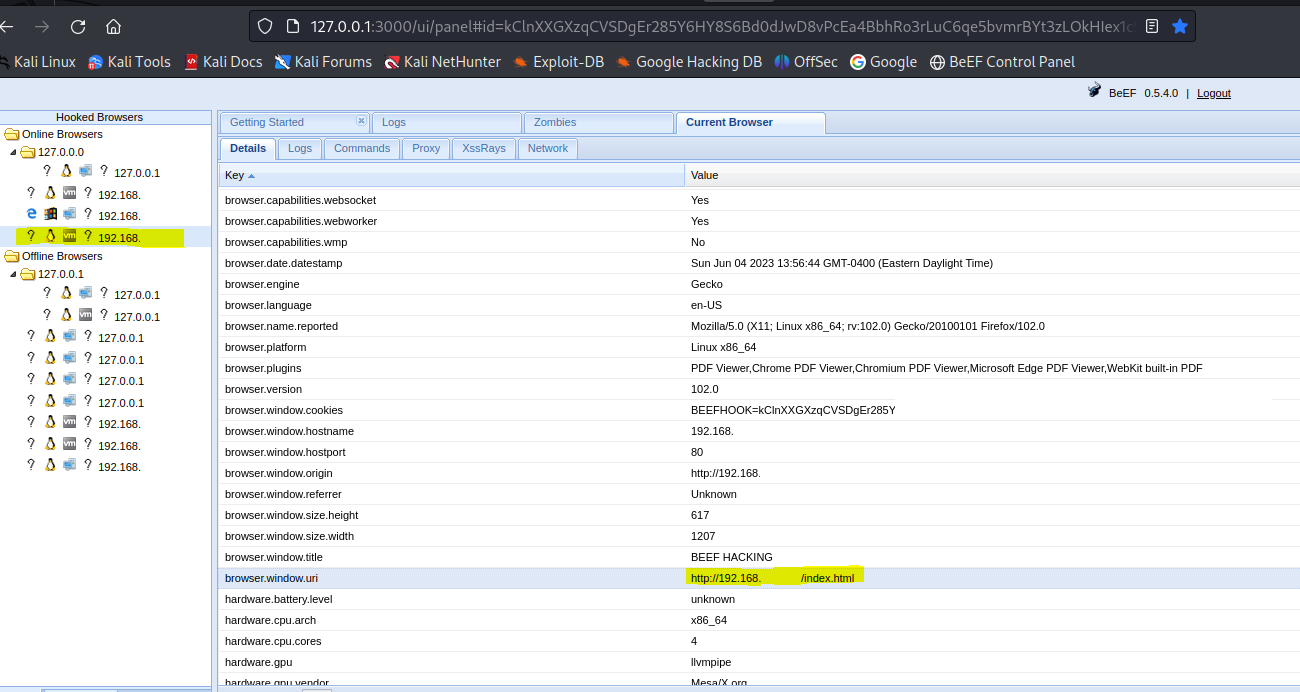 127.0.0.1:3000/ui/panel#id=kClnXXGXzqCVSDgEr285Y6HY8S6Bd0dJwD8vPcEa4BbhRo3rLuC6qe5bvmrBYt3zLOkHIex1c
Kali Linux Kali Tools Kali Docs Kali Forums Kali NetHunter Exploit-DB Google Hacking DB OffSec Google BeEF Control Panel
BeEF 0.5.4.0 | Logout
Hooked Browsers
Online Browsers
127.0.0.0
? ? 127.0.0.1
? vm ? 192.168.
? 192.168.
? vm ? 192.168.
Offline Browsers
127.0.0.1
? ? 127.0.0.1
? vm ? 127.0.0.1
? ? 127.0.0.1
? ? 127.0.0.1
? ? 127.0.0.1
? ? 127.0.0.1
? vm ? 192.168.
? vm ? 192.168.
? ? 192.168.
Getting Started Logs Zombies Current Browser
Details Logs Commands Proxy XssRays Network
Key Value
browser.capabilities.websocket Yes
browser.capabilities.webworker Yes
browser.capabilities.wmp No
browser.date.datestamp Sun Jun 04 2023 13:56:44 GMT-0400 (Eastern Daylight Time)
browser.engine Gecko
browser.language en-US
browser.name.reported Mozilla/5.0 (X11; Linux x86_64; rv:102.0) Gecko/20100101 Firefox/102.0
browser.platform Linux x86_64
browser.plugins PDF Viewer,Chrome PDF Viewer,Chromium PDF Viewer,Microsoft Edge PDF Viewer,WebKit built-in PDF
browser.version 102.0
browser.window.cookies BEEFHOOK=kClnXXGXzqCVSDgEr285Y
browser.window.hostname 192.168.
browser.window.hostport 80
browser.window.origin http://192.168.
browser.window.referrer Unknown
browser.window.size.height 617
browser.window.size.width 1207
browser.window.title BEEF HACKING
browser.window.uri http://192.168. /index.html
hardware.battery.level unknown
hardware.cpu.arch x86_64
hardware.cpu.cores 4
hardware.gpu llvmpipe
hardware.gpu.vendor Mesa/X.org